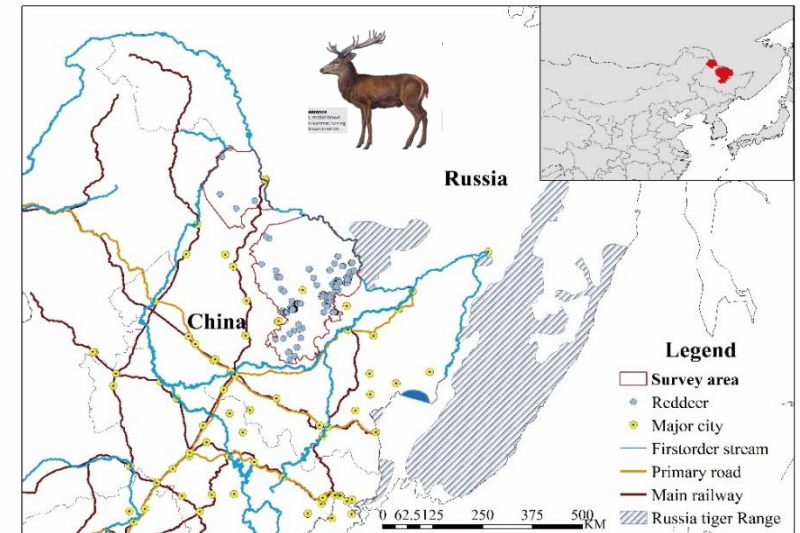 Russia
China
Legend
Survey area
Reddeer
Major city
Firstorder stream
Primary road
Main railway
Russia tiger Range
0 62.5125 250 375 500
KM